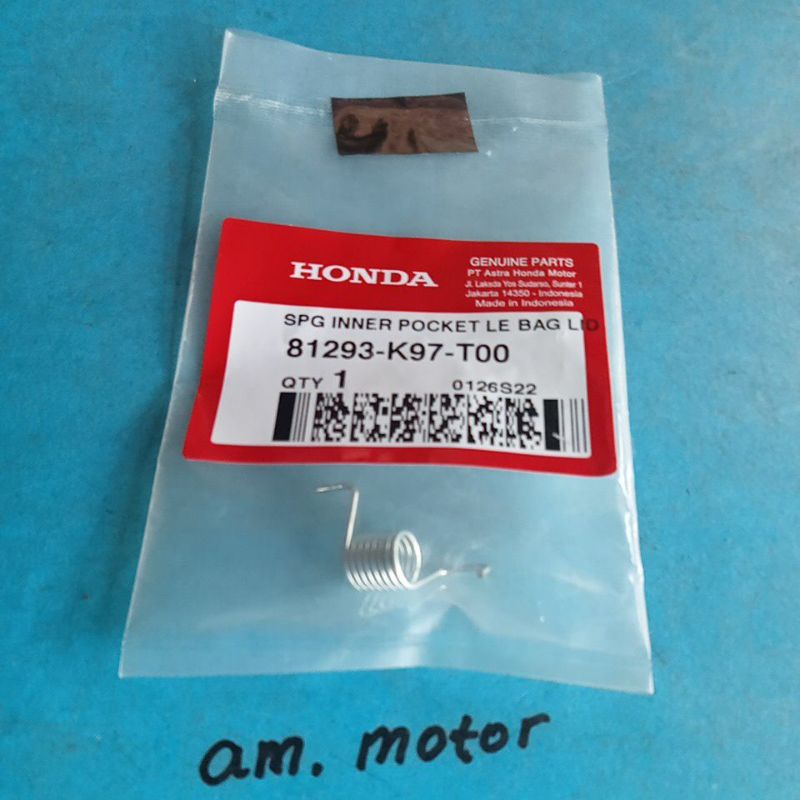 HONDA
GENUINE PARTS
PT Astra Honda Motor
Jl. Laksda Yos Sudarso, Sunter 1
Jakarta 14350 - Indonesia
Made in Indonesia
SPG INNER POCKET LE BAG LID
81293-K97-T00
QTY 1 0126S22
am. motor